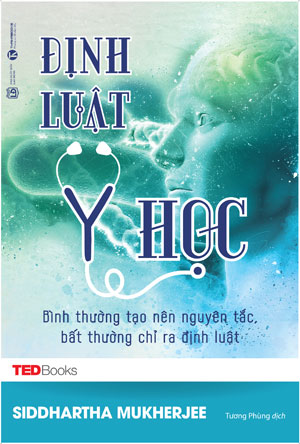 ĐỊNH
LUẬT
Y HỌC
Bình thường tạo nên nguyên tắc,
bất thường chỉ ra định luật
TEDBooks
SIDDHARTHA MUKHERJEE
Tương Phùng dịch